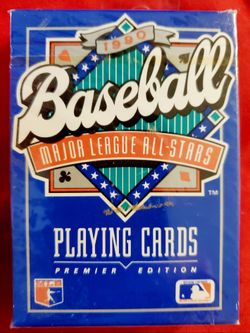 1990
Baseball
MAJOR LEAGUE ALL-STARS
TM
PLAYING CARDS
PREMIER EDITION